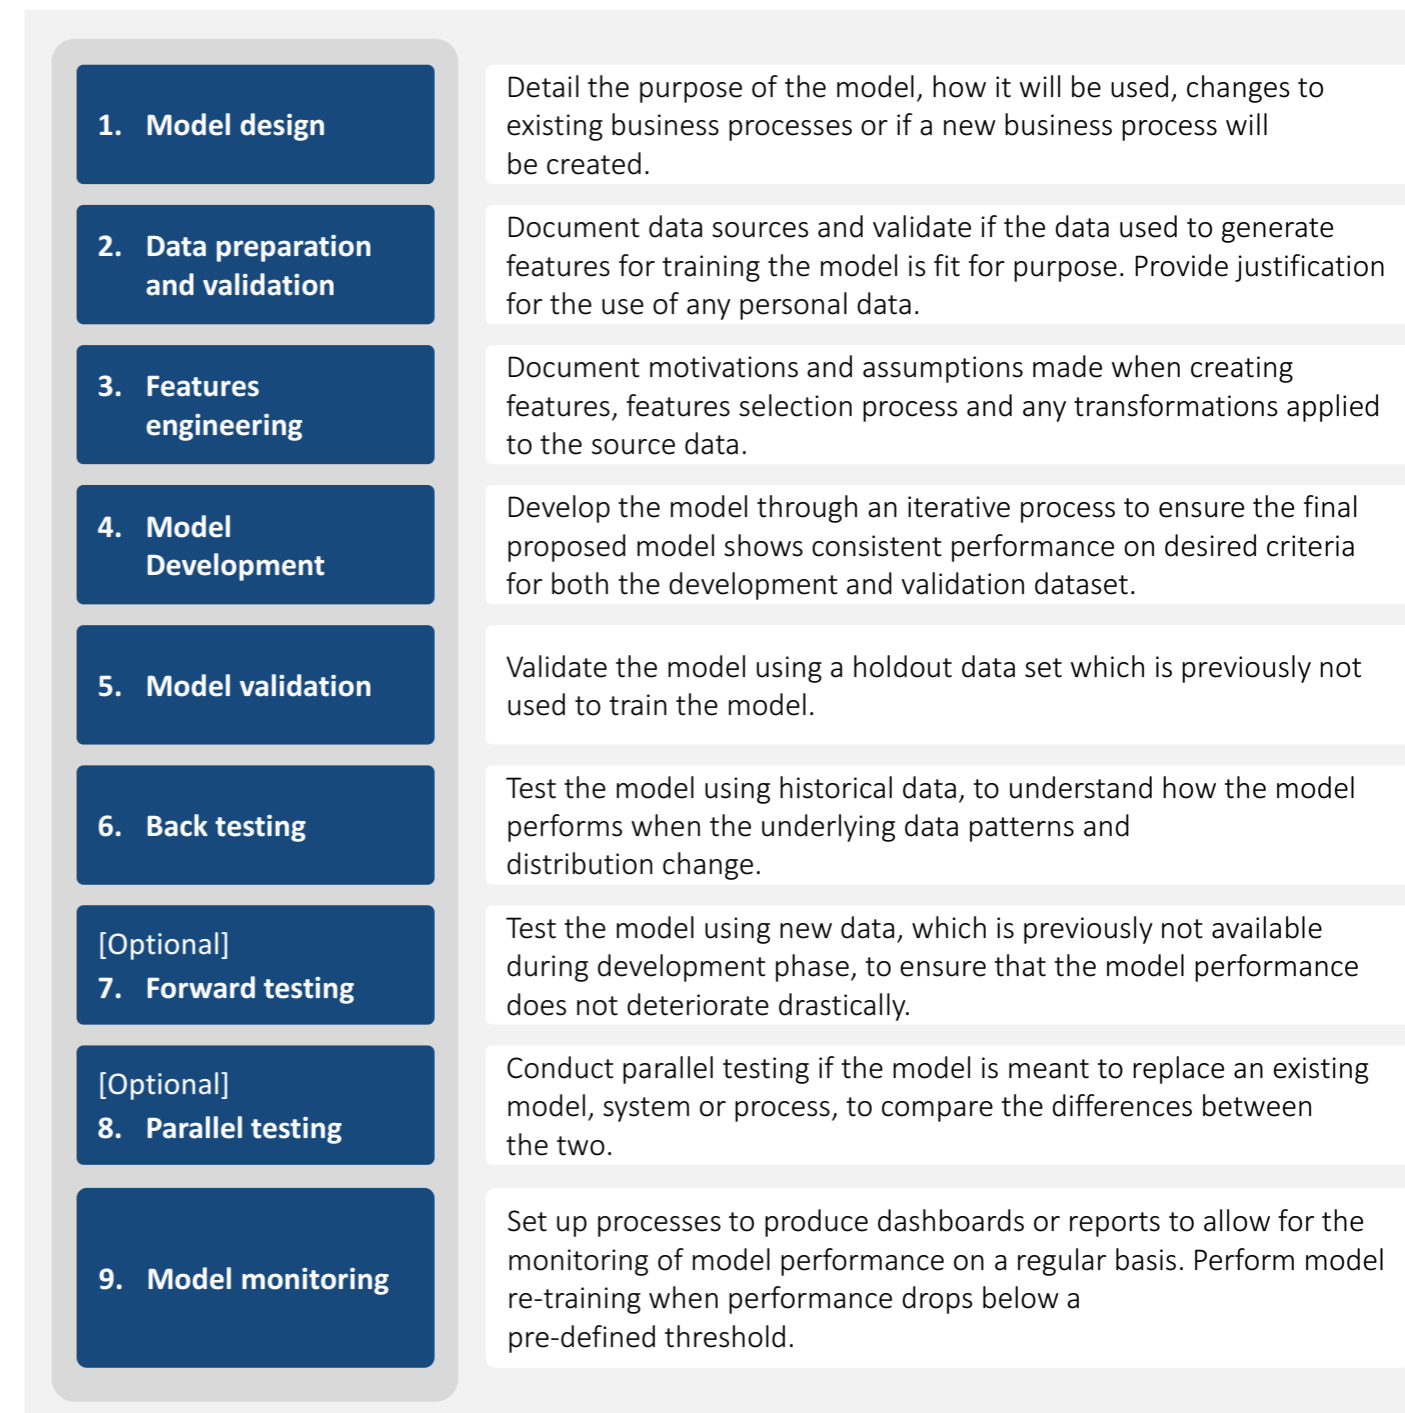 1. Model design
Detail the purpose of the model, how it will be used, changes to
existing business processes or if a new business process will
be created.
2. Data preparation
and validation
Document data sources and validate if the data used to generate
features for training the model is fit for purpose. Provide justification
for the use of any personal data.
3. Features
engineering
Document motivations and assumptions made when creating
features, features selection process and any transformations applied
to the source data.
4. Model
Development
Develop the model through an iterative process to ensure the final
proposed model shows consistent performance on desired criteria
for both the development and validation dataset.
5. Model validation
Validate the model using a holdout data set which is previously not
used to train the model.
6. Back testing
Test the model using historical data, to understand how the model
performs when the underlying data patterns and
distribution change.
[Optional]
7. Forward testing
Test the model using new data, which is previously not available
during development phase, to ensure that the model performance
does not deteriorate drastically.
[Optional]
8. Parallel testing
Conduct parallel testing if the model is meant to replace an existing
model, system or process, to compare the differences between
the two.
9. Model monitoring
Set up processes to produce dashboards or reports to allow for the
monitoring of model performance on a regular basis. Perform model
re-training when performance drops below a
pre-defined threshold.